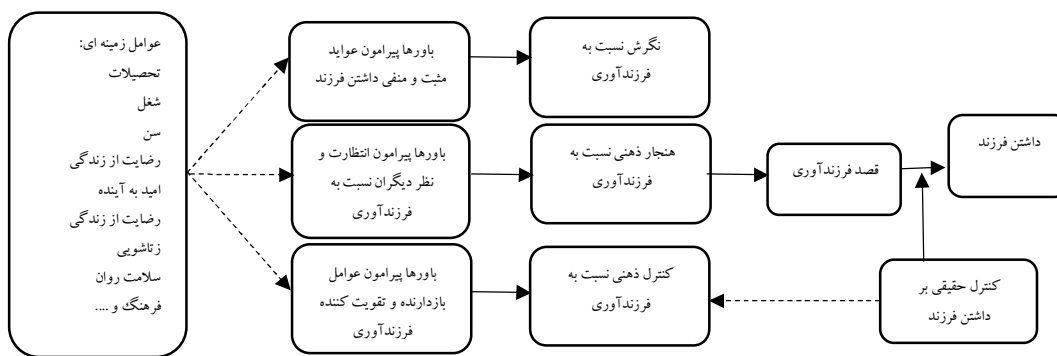 عوامل زمینه ای:
تحصیلات
شغل
سن
رضایت از زندگی
امید به آینده
رضایت از زندگی
زناشویی
سلامت روان
فرهنگ و ....
باورها پیرامون عواید
مثبت و منفی داشتن فرزند
نگرش نسبت به
فرزندآوری
باورها پیرامون انتظارت و
نظر دیگران نسبت به
فرزندآوری
هنجار ذهنی نسبت به
فرزندآوری
قصد فرزندآوری
داشتن فرزند
باورها پیرامون عوامل
بازدارنده و تقویت کننده
فرزندآوری
کنترل ذهنی نسبت به
فرزندآوری
کنترل حقیقی بر
داشتن فرزند